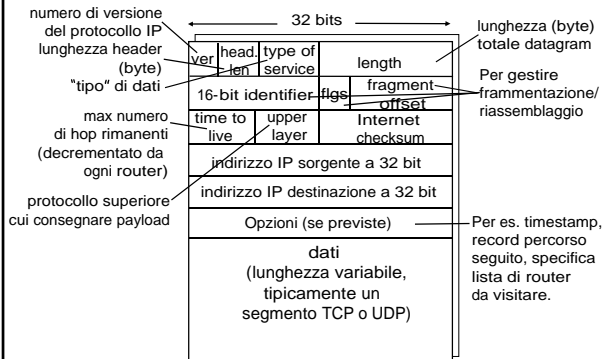 numero di versione
del protocollo IP
lunghezza header
(byte)
"tipo" di dati
max numero
di hop rimanenti
(decrementato da
ogni router)
protocollo superiore
cui consegnare payload
32 bits
ver
head.
len
type of
service
length
16-bit identifier
flgs
fragment
offset
time to
live
upper
layer
Internet
checksum
indirizzo IP sorgente a 32 bit
indirizzo IP destinazione a 32 bit
Opzioni (se previste)
dati
(lunghezza variabile,
tipicamente un
segmento TCP o UDP)
lunghezza (byte)
totale datagram
Per gestire
frammentazione/
riassemblaggio
Per es. timestamp,
record percorso
seguito, specifica
lista di router
da visitare.